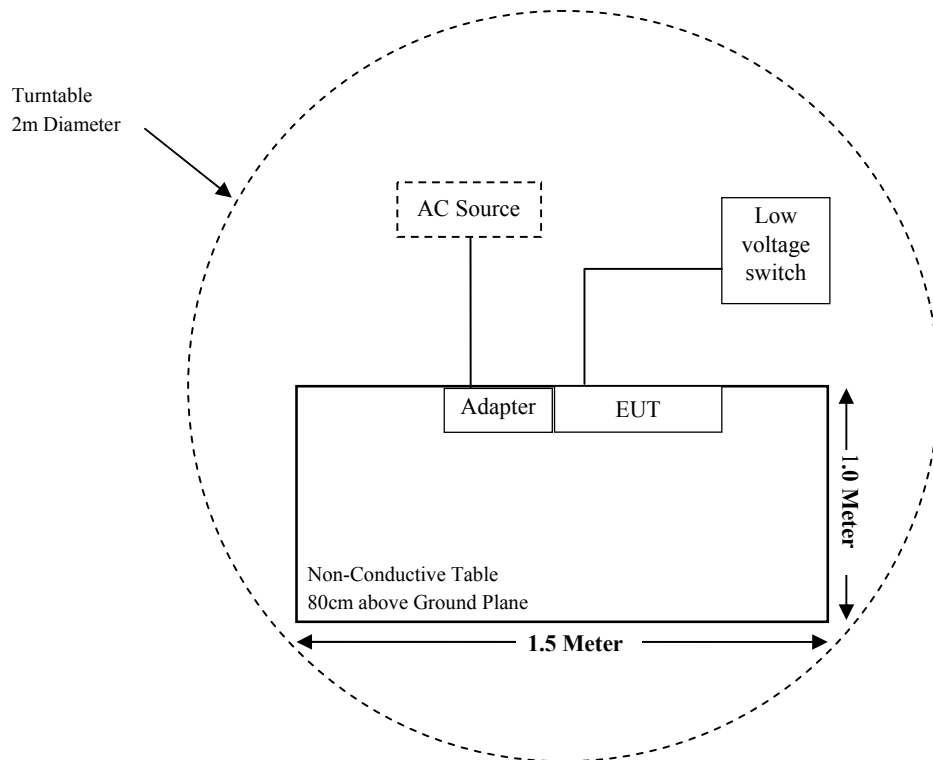 Turntable
2m Diameter
AC Source
Low
voltage
switch
Adapter
EUT
1.0 Meter
Non-Conductive Table
80cm above Ground Plane
1.5 Meter